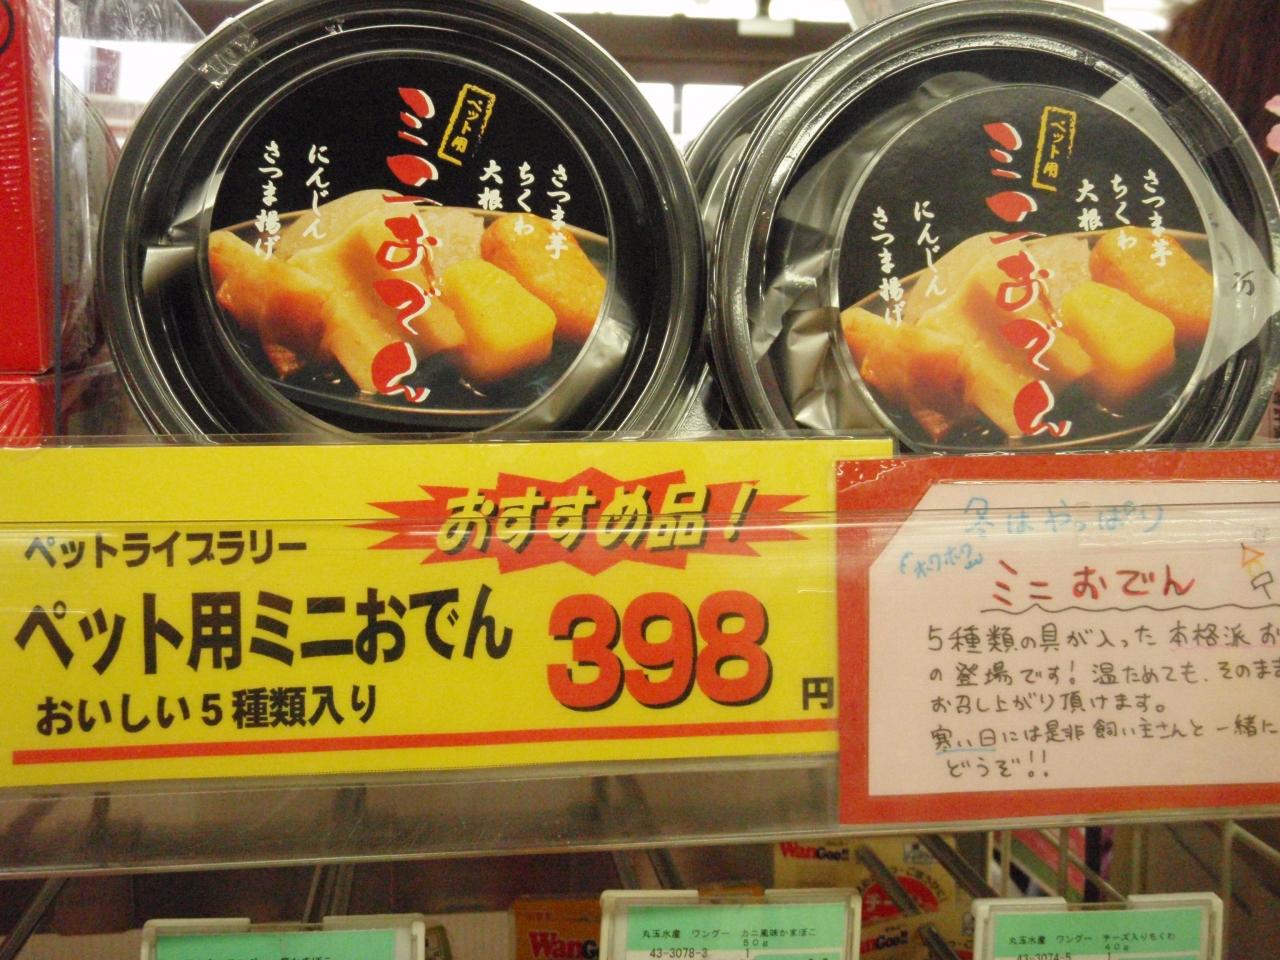 ペット用
ミニおでん
さつま芋
ちくわ
大根
にんじん
さつま揚げ
ペット用
ミニおでん
さつま芋
ちくわ
大根
にんじん
さつま揚げ
おすすめ品！
ペットライブラリー
ペット用ミニおでん
おいしい5種類入り
398円
冬はやっぱり
ホワホワ
ミニおでん
5種類の具が入った本格派お
の登場です！温めても、そのまま
お召し上がり頂けます。
寒い日には是非飼い主さんと一緒に
どうぞ!!
WanGoo!!
WanGoo
丸玉水産 ワングー カニ風味かまぼこ
50g
43-3078-3 1
丸玉水産 ワングー チーズ入りちくわ
40g
43-3074-5 1